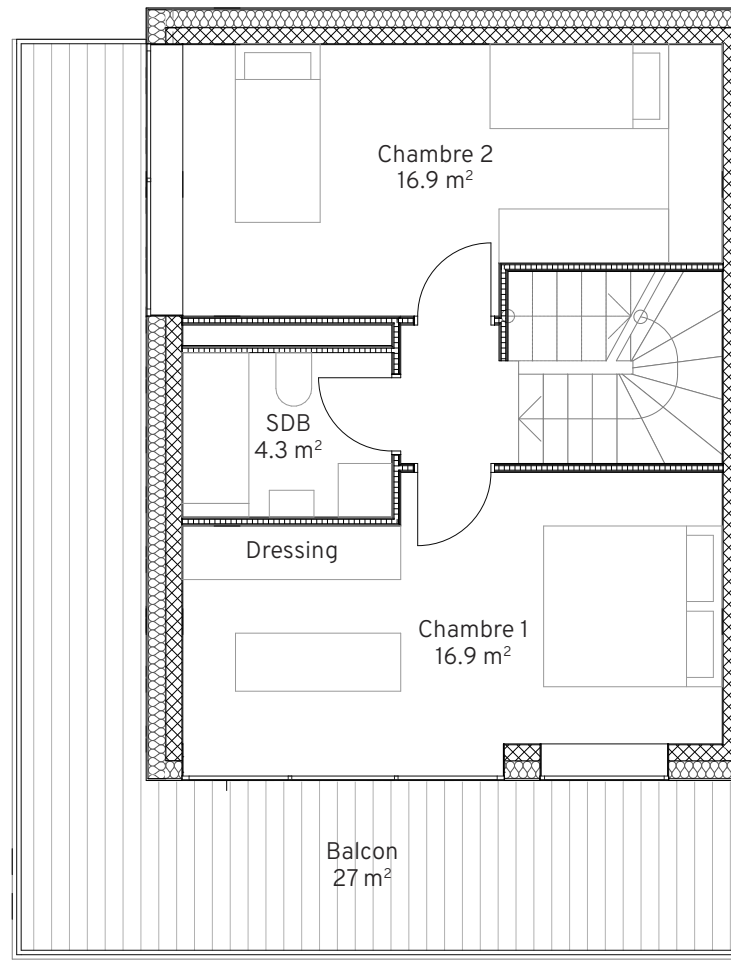 Chambre 2
16.9 m²
SDB
4.3 m²
Dressing
Chambre 1
16.9 m²
Balcon
27 m²